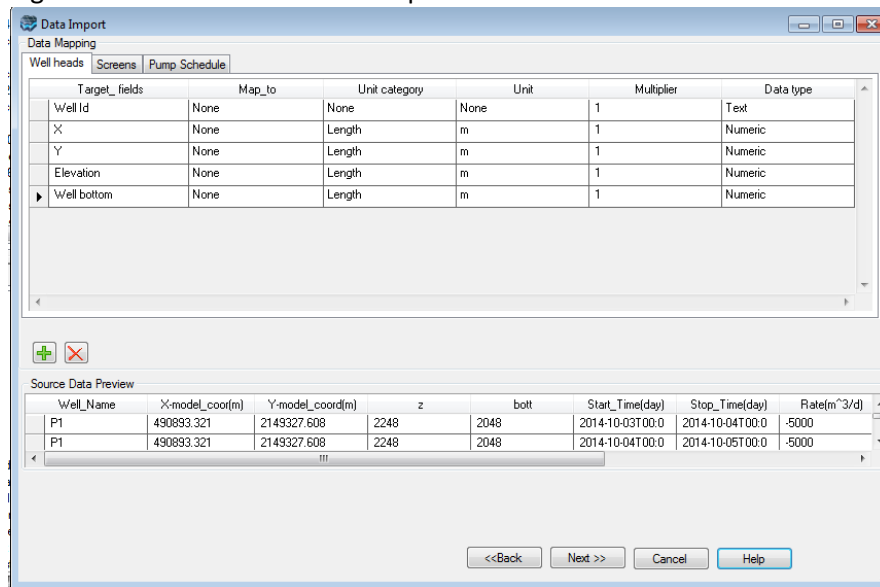 Data Import
Data Mapping
Well heads Screens Pump Schedule
Target_ fields Map_to Unit category Unit Multiplier Data type
Well Id None None None 1 Text
X None Length m 1 Numeric
Y None Length m 1 Numeric
Elevation None Length m 1 Numeric
Well bottom None Length m 1 Numeric
Source Data Preview
Well_Name X-model_coor(m) Y-model_coord(m) z bott Start_Time(day) Stop_Time(day) Rate(m^3/d)
P1 490893.321 2149327.608 2248 2048 2014-10-03T00:0 2014-10-04T00:0 -5000
P1 490893.321 2149327.608 2248 2048 2014-10-04T00:0 2014-10-05T00:0 -5000
<<Back Next >> Cancel Help